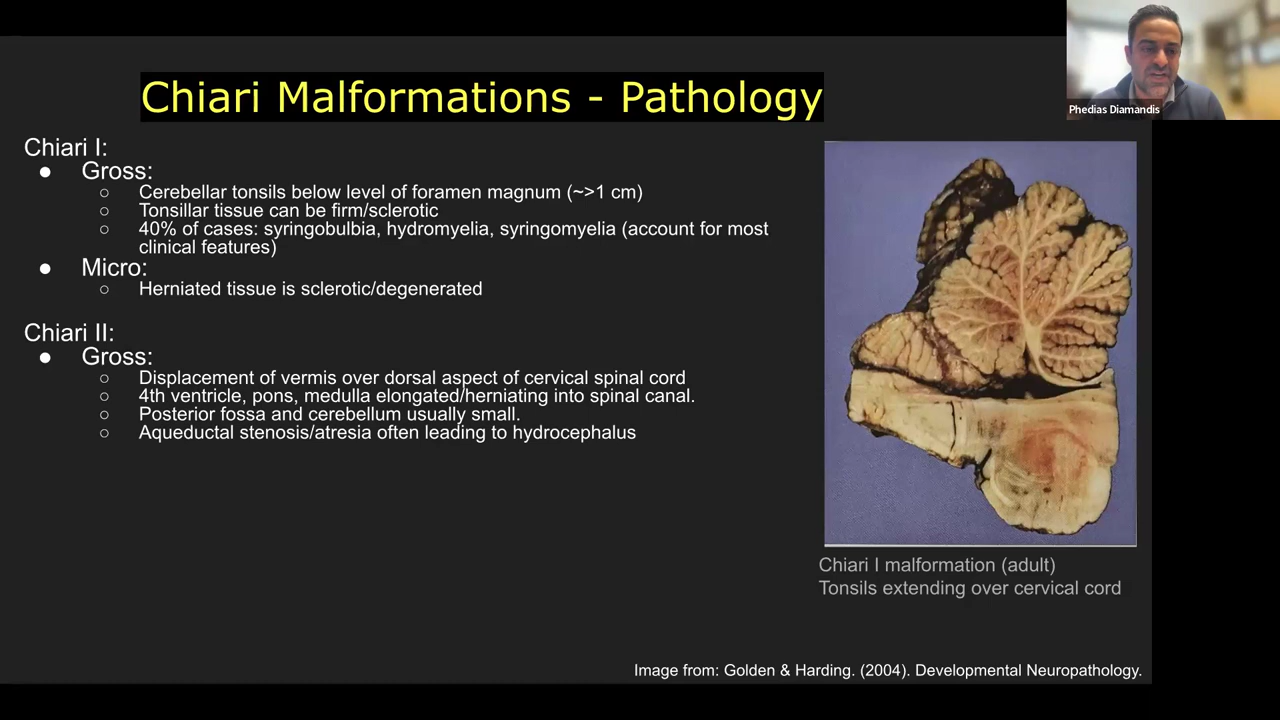 Phedias Diamandis
Chiari Malformations - Pathology
Chiari I:
● Gross:
○ Cerebellar tonsils below level of foramen magnum (~>1 cm)
○ Tonsillar tissue can be firm/sclerotic
○ 40% of cases: syringobulbia, hydromyelia, syringomyelia (account for most
clinical features)
● Micro:
○ Herniated tissue is sclerotic/degenerated
Chiari II:
● Gross:
○ Displacement of vermis over dorsal aspect of cervical spinal cord
○ 4th ventricle, pons, medulla elongated/herniating into spinal canal.
○ Posterior fossa and cerebellum usually small.
○ Aqueductal stenosis/atresia often leading to hydrocephalus
Chiari I malformation (adult)
Tonsils extending over cervical cord
Image from: Golden & Harding. (2004). Developmental Neuropathology.